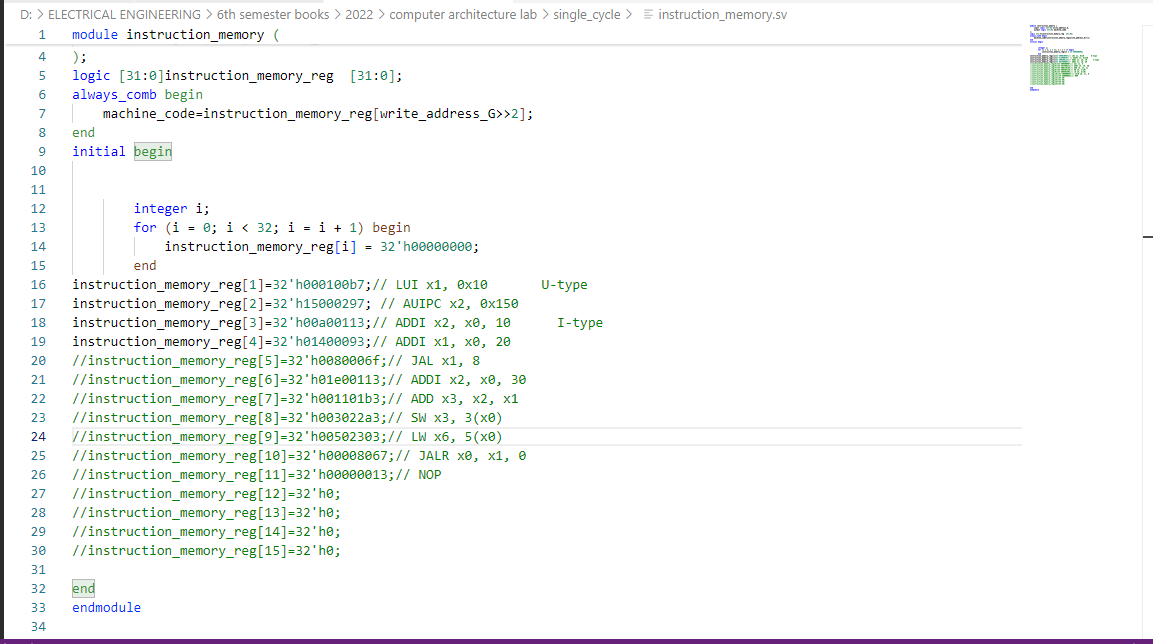 D: > ELECTRICAL ENGINEERING > 6th semester books > 2022 > computer architecture lab > single_cycle > instruction_memory.sv
1 module instruction_memory (
4 );
5 logic [31:0]instruction_memory_reg  [31:0];
6 always_comb begin
7     machine_code=instruction_memory_reg[write_address_G>>2];
8 end
9 initial begin
10
11
12         integer i;
13         for (i = 0; i < 32; i = i + 1) begin
14             instruction_memory_reg[i] = 32'h00000000;
15         end
16 instruction_memory_reg[1]=32'h000100b7;// LUI x1, 0x10       U-type
17 instruction_memory_reg[2]=32'h15000297; // AUIPC x2, 0x150
18 instruction_memory_reg[3]=32'h00a00113;// ADDI x2, x0, 10      I-type
19 instruction_memory_reg[4]=32'h01400093;// ADDI x1, x0, 20
20 //instruction_memory_reg[5]=32'h0080006f;// JAL x1, 8
21 //instruction_memory_reg[6]=32'h01e00113;// ADDI x2, x0, 30
22 //instruction_memory_reg[7]=32'h001101b3;// ADD x3, x2, x1
23 //instruction_memory_reg[8]=32'h003022a3;// SW x3, 3(x0)
24 //instruction_memory_reg[9]=32'h00502303;// LW x6, 5(x0)
25 //instruction_memory_reg[10]=32'h00008067;// JALR x0, x1, 0
26 //instruction_memory_reg[11]=32'h00000013;// NOP
27 //instruction_memory_reg[12]=32'h0;
28 //instruction_memory_reg[13]=32'h0;
29 //instruction_memory_reg[14]=32'h0;
30 //instruction_memory_reg[15]=32'h0;
31
32 end
33 endmodule
34